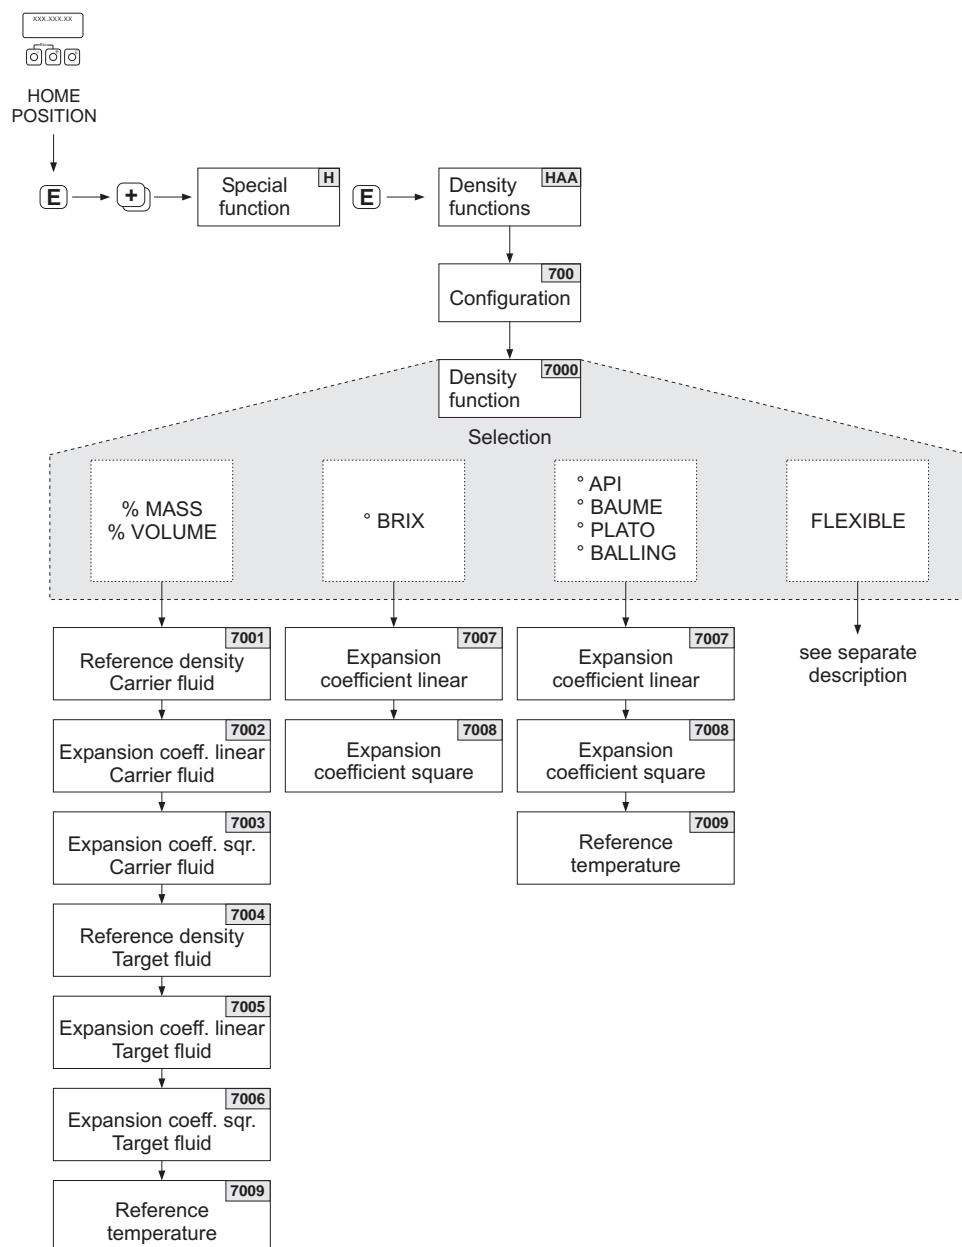 xxx.xxx.xx
HOME
POSITION
E
+
H
Special
function
E
HAA
Density
functions
700
Configuration
7000
Density
function
Selection
% MASS
% VOLUME
° BRIX
° API
° BAUME
° PLATO
° BALLING
FLEXIBLE
7001
Reference density
Carrier fluid
7002
Expansion coeff. linear
Carrier fluid
7003
Expansion coeff. sqr.
Carrier fluid
7004
Reference density
Target fluid
7005
Expansion coeff. linear
Target fluid
7006
Expansion coeff. sqr.
Target fluid
7009
Reference
temperature
7007
Expansion
coefficient linear
7008
Expansion
coefficient square
7007
Expansion
coefficient linear
7008
Expansion
coefficient square
7009
Reference
temperature
see separate
description